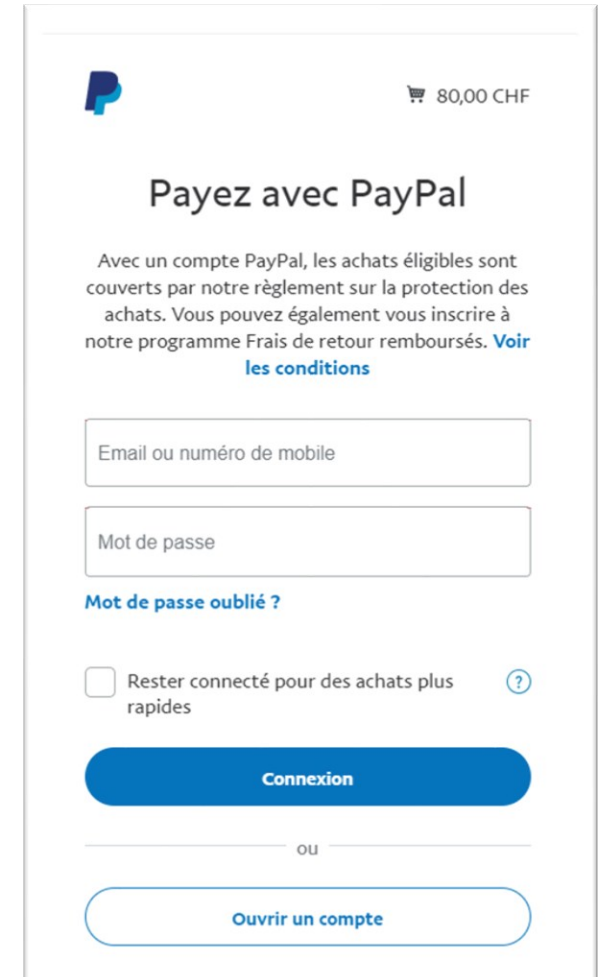 80,00 CHF
Payez avec PayPal
Avec un compte PayPal, les achats éligibles sont
couverts par notre règlement sur la protection des
achats. Vous pouvez également vous inscrire à
notre programme Frais de retour remboursés. Voir
les conditions
Email ou numéro de mobile
Mot de passe
Mot de passe oublié ?
Rester connecté pour des achats plus
rapides
?
Connexion
ou
Ouvrir un compte